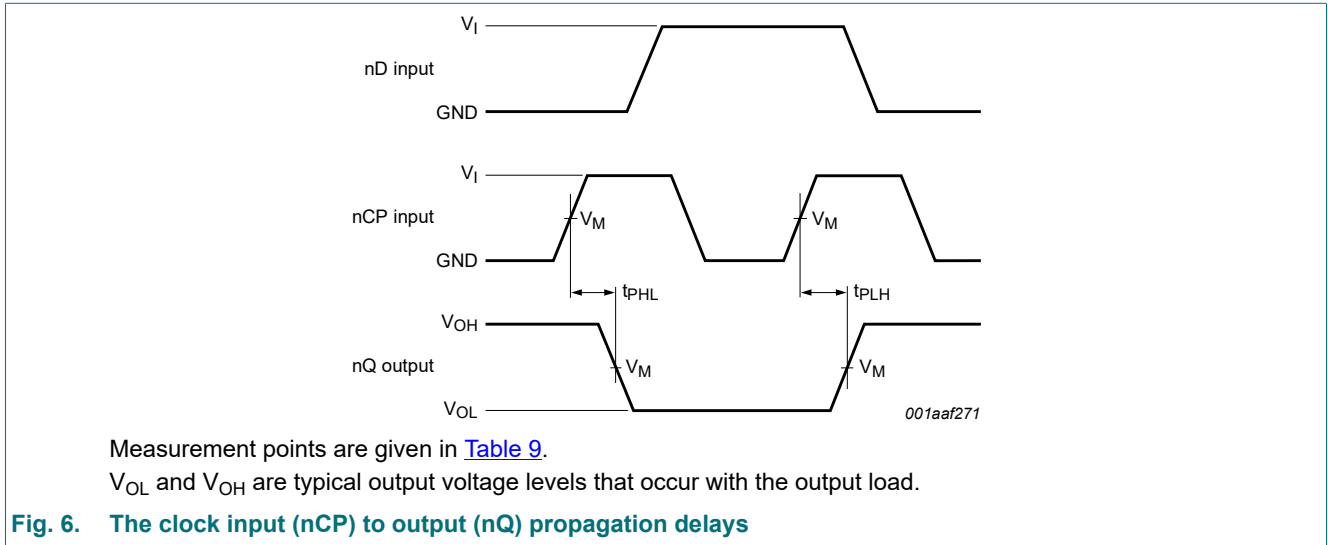 VI
nD input
GND
VI
nCP input
VM
VM
GND
tPHL
tPLH
VOH
nQ output
VM
VM
VOL
001aaf271
Measurement points are given in Table 9.
VOL and VOH are typical output voltage levels that occur with the output load.
Fig. 6. The clock input (nCP) to output (nQ) propagation delays